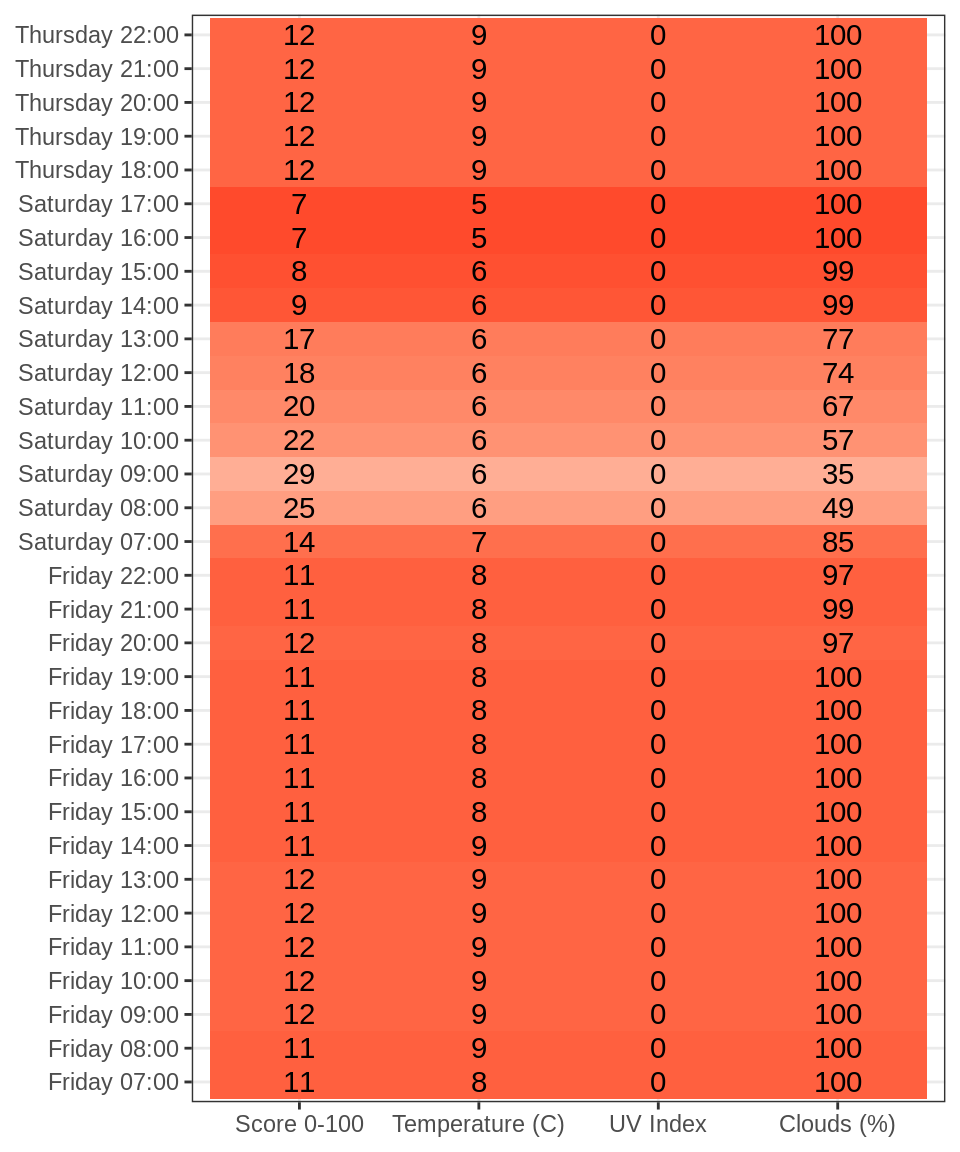 Thursday 22:00 12 9 0 100
Thursday 21:00 12 9 0 100
Thursday 20:00 12 9 0 100
Thursday 19:00 12 9 0 100
Thursday 18:00 12 9 0 100
Saturday 17:00 7 5 0 100
Saturday 16:00 7 5 0 100
Saturday 15:00 8 6 0 99
Saturday 14:00 9 6 0 99
Saturday 13:00 17 6 0 77
Saturday 12:00 18 6 0 74
Saturday 11:00 20 6 0 67
Saturday 10:00 22 6 0 57
Saturday 09:00 29 6 0 35
Saturday 08:00 25 6 0 49
Saturday 07:00 14 7 0 85
Friday 22:00 11 8 0 97
Friday 21:00 11 8 0 99
Friday 20:00 12 8 0 97
Friday 19:00 11 8 0 100
Friday 18:00 11 8 0 100
Friday 17:00 11 8 0 100
Friday 16:00 11 8 0 100
Friday 15:00 11 8 0 100
Friday 14:00 11 9 0 100
Friday 13:00 12 9 0 100
Friday 12:00 12 9 0 100
Friday 11:00 12 9 0 100
Friday 10:00 12 9 0 100
Friday 09:00 12 9 0 100
Friday 08:00 11 9 0 100
Friday 07:00 11 8 0 100
Score 0-100 Temperature (C) UV Index Clouds (%)